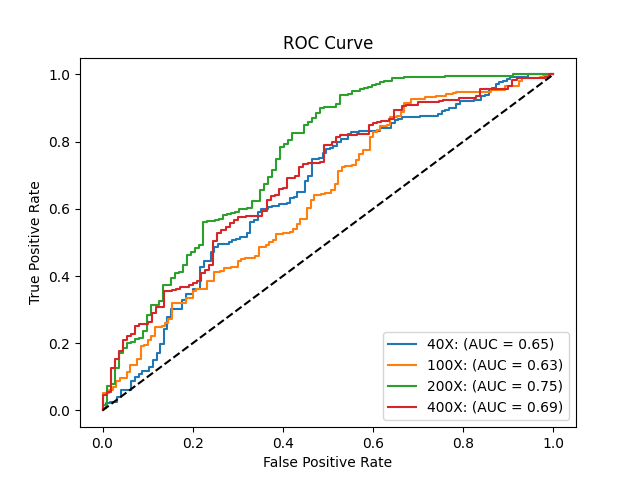 ROC Curve
True Positive Rate
1.0
0.8
0.6
0.4
0.2
0.0
40X: (AUC = 0.65)
100X: (AUC = 0.63)
200X: (AUC = 0.75)
400X: (AUC = 0.69)
0.0 0.2 0.4 0.6 0.8 1.0
False Positive Rate